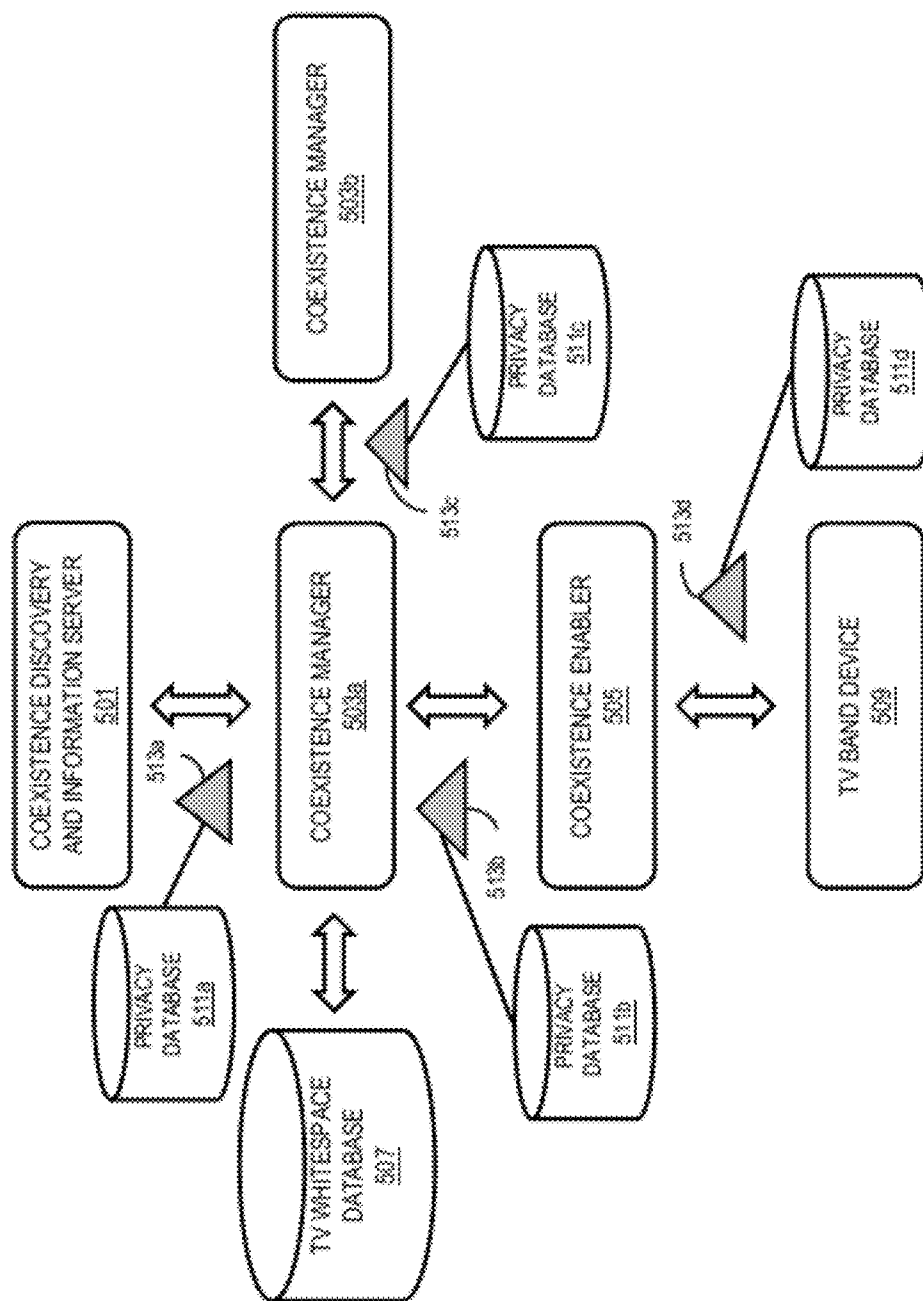 COEXISTENCE DISCOVERY
AND INFORMATION SERVER
501
513a
PRIVACY
DATABASE
511a
TV WHITESPACE
DATABASE
507
COEXISTENCE MANAGER
503a
COEXISTENCE MANAGER
503b
513c
PRIVACY
DATABASE
511c
513b
PRIVACY
DATABASE
511b
COEXISTENCE ENABLER
505
513d
PRIVACY
DATABASE
511d
TV BAND DEVICE
509